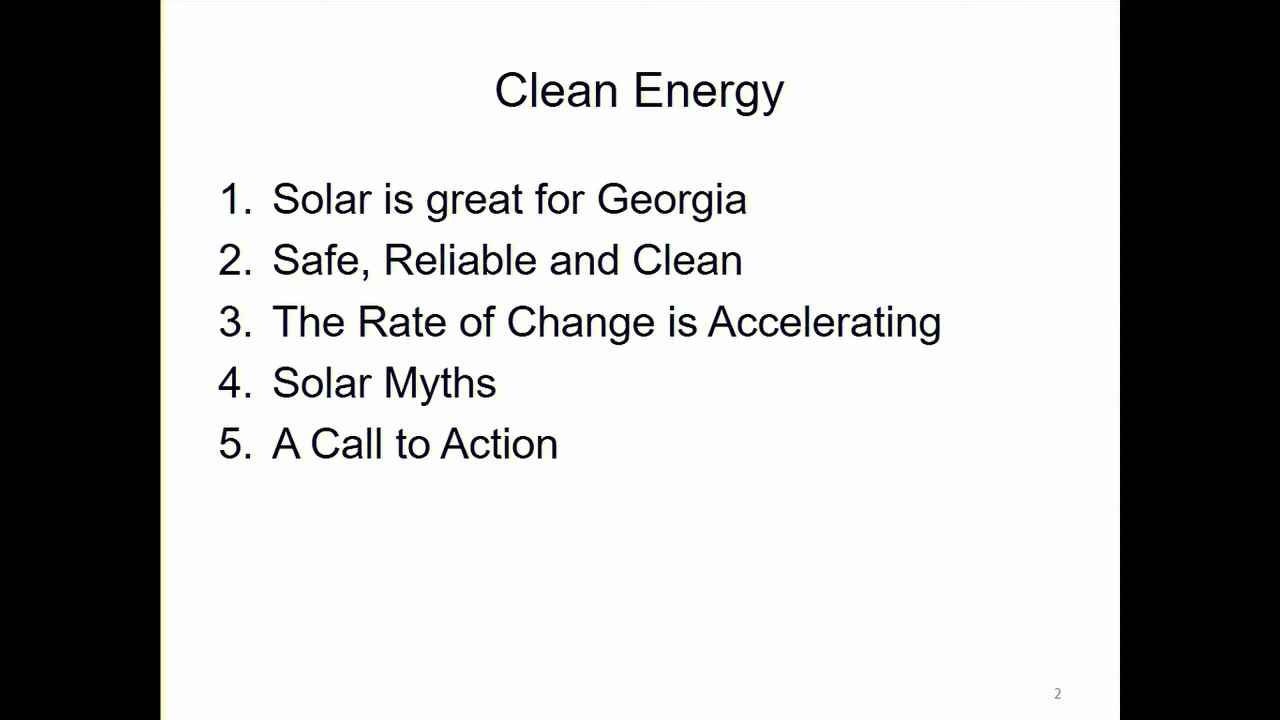 Clean Energy
1. Solar is great for Georgia
2. Safe, Reliable and Clean
3. The Rate of Change is Accelerating
4. Solar Myths
5. A Call to Action
2